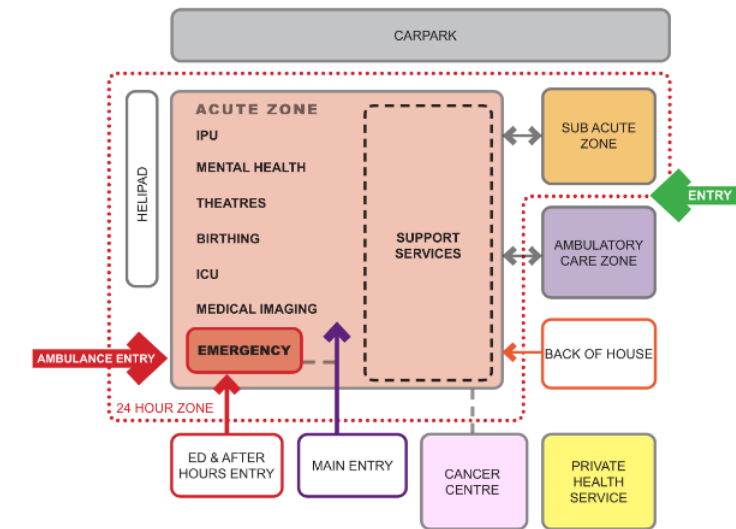 CARPARK
HELIPAD
ACUTE ZONE
IPU
MENTAL HEALTH
THEATRES
BIRTHING
ICU
MEDICAL IMAGING
EMERGENCY
SUPPORT
SERVICES
SUB ACUTE
ZONE
ENTRY
AMBULATORY
CARE ZONE
BACK OF HOUSE
AMBULANCE ENTRY
24 HOUR ZONE
ED & AFTER
HOURS ENTRY
MAIN ENTRY
CANCER
CENTRE
PRIVATE
HEALTH
SERVICE